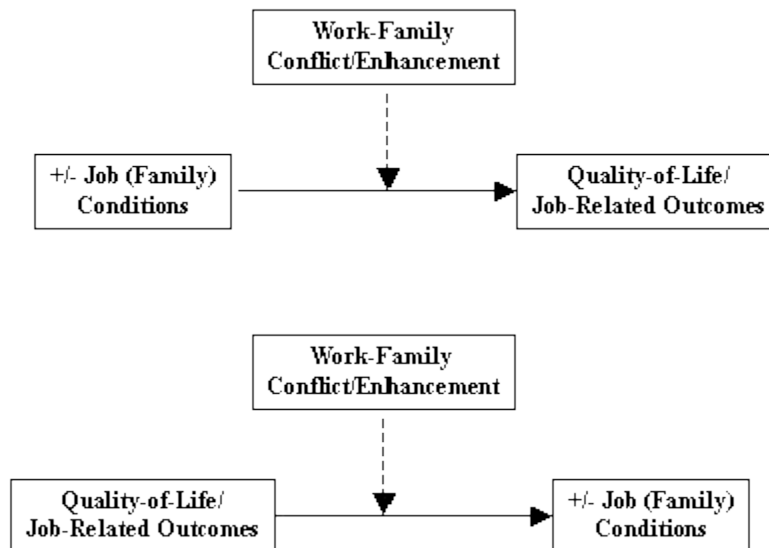 Work-Family
Conflict/Enhancement
+/- Job (Family)
Conditions
Quality-of-Life/
Job-Related Outcomes
Work-Family
Conflict/Enhancement
Quality-of-Life/
Job-Related Outcomes
+/- Job (Family)
Conditions